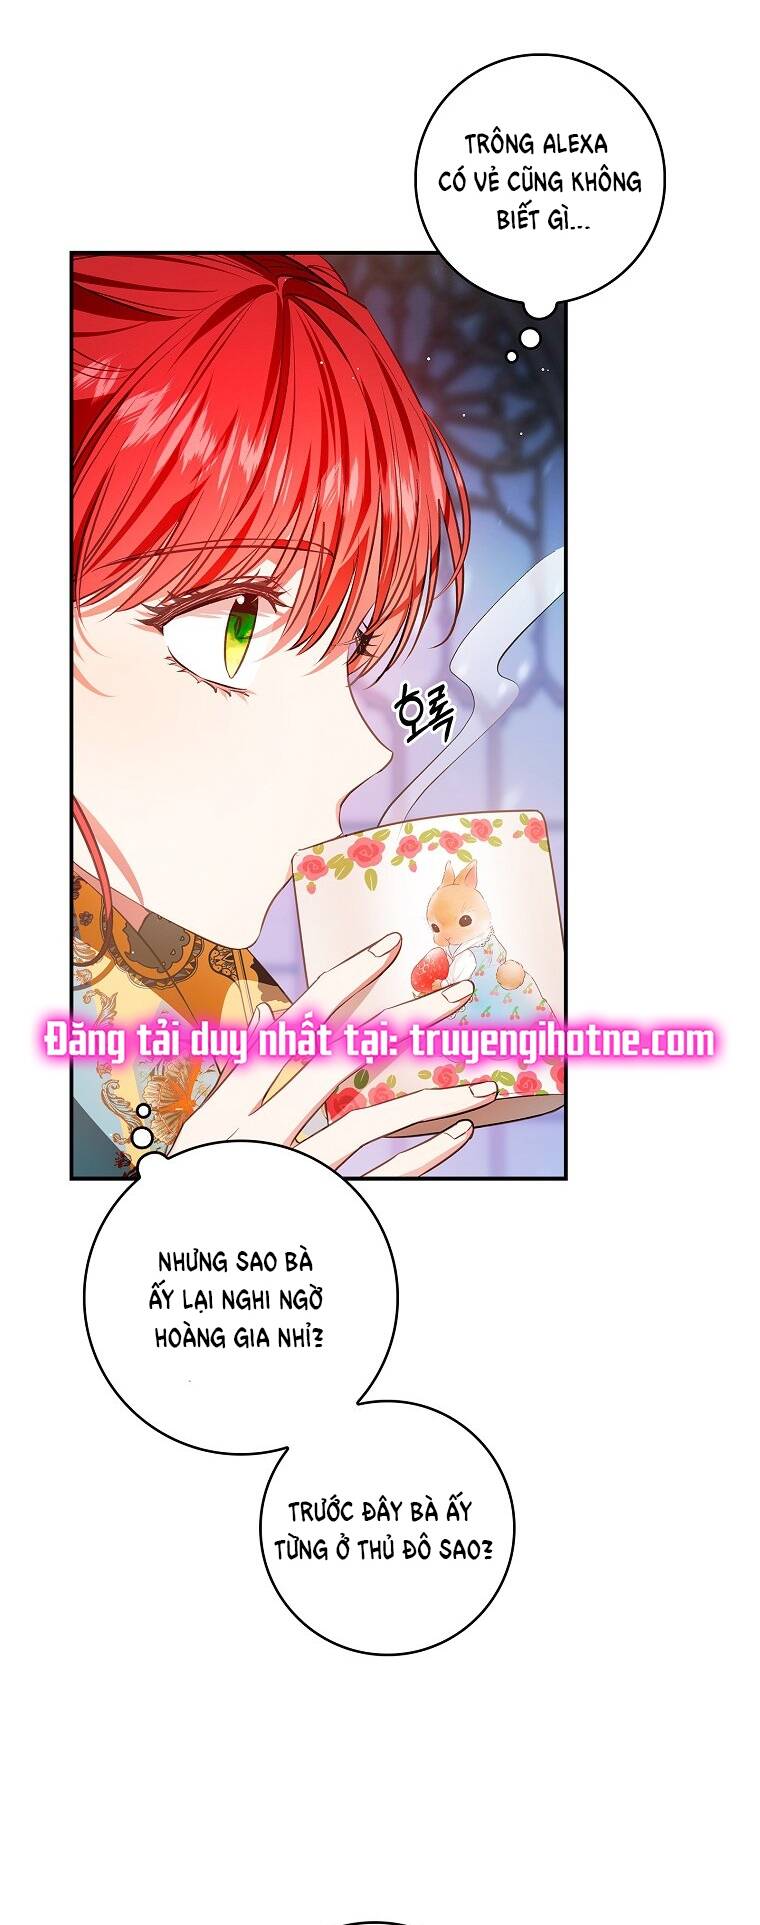 TRÔNG ALEXA
CÓ VẺ CŨNG KHÔNG
BIẾT GÌ...
호록
Đăng tải duy nhất tại: truyengihotne.com
NHƯNG SAO BÀ
ẤY LẠI NGHI NGỜ
HOÀNG GIA NHỈ?
TRƯỚC ĐÂY BÀ ẤY
TỪNG Ở THỦ ĐÔ SAO?